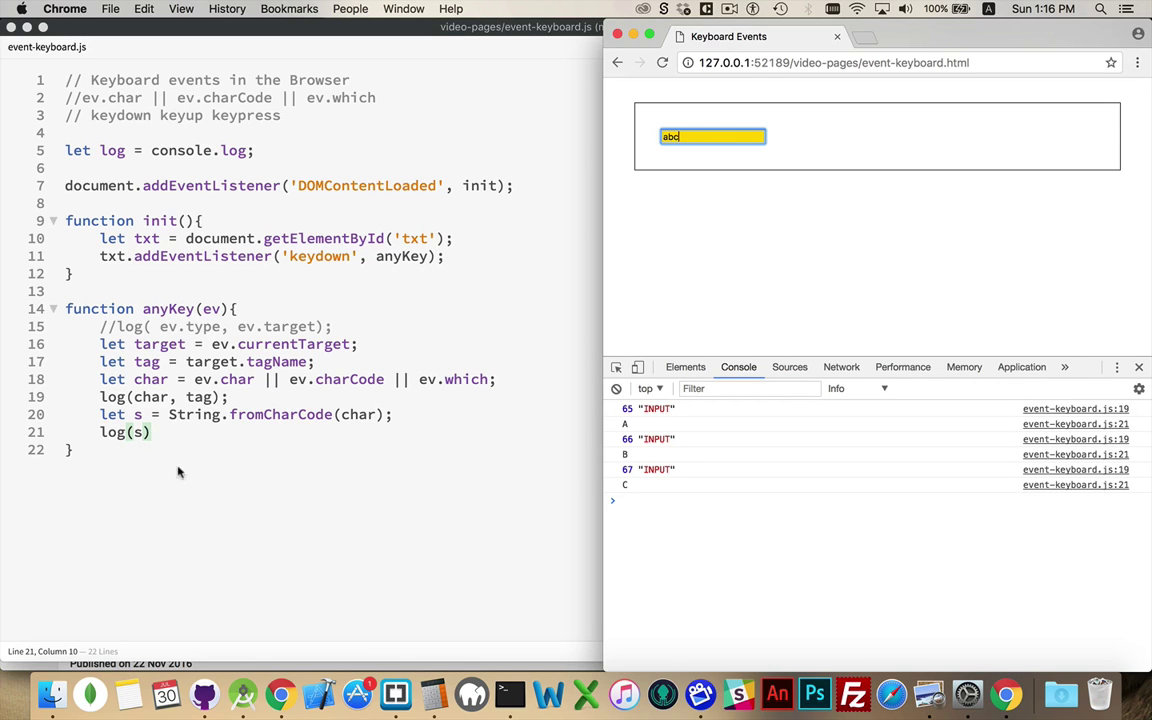 Chrome File Edit View History Bookmarks People Window Help 100% A Sun 1:16 PM
video-pages/event-keyboard.js (
event-keyboard.js
1 // Keyboard events in the Browser
2 //ev.char || ev.charCode || ev.which
3 // keydown keyup keypress
4
5 let log = console.log;
6
7 document.addEventListener('DOMContentLoaded', init);
8
9 function init(){
10 let txt = document.getElementById('txt');
11 txt.addEventListener('keydown', anyKey);
12 }
13
14 function anyKey(ev){
15 //log( ev.type, ev.target);
16 let target = ev.currentTarget;
17 let tag = target.tagName;
18 let char = ev.char || ev.charCode || ev.which;
19 log(char, tag);
20 let s = String.fromCharCode(char);
21 log(s)
22 }
Line 21, Column 10 — 22 Lines
Published on 22 Nov 2016
Keyboard Events
127.0.0.1:52189/video-pages/event-keyboard.html
abc
Elements Console Sources Network Performance Memory Application »
top Filter Info
65 "INPUT" event-keyboard.js:19
A event-keyboard.js:21
66 "INPUT" event-keyboard.js:19
B event-keyboard.js:21
67 "INPUT" event-keyboard.js:19
C event-keyboard.js:21
>
JUL
30
1
An
Ps
Fz